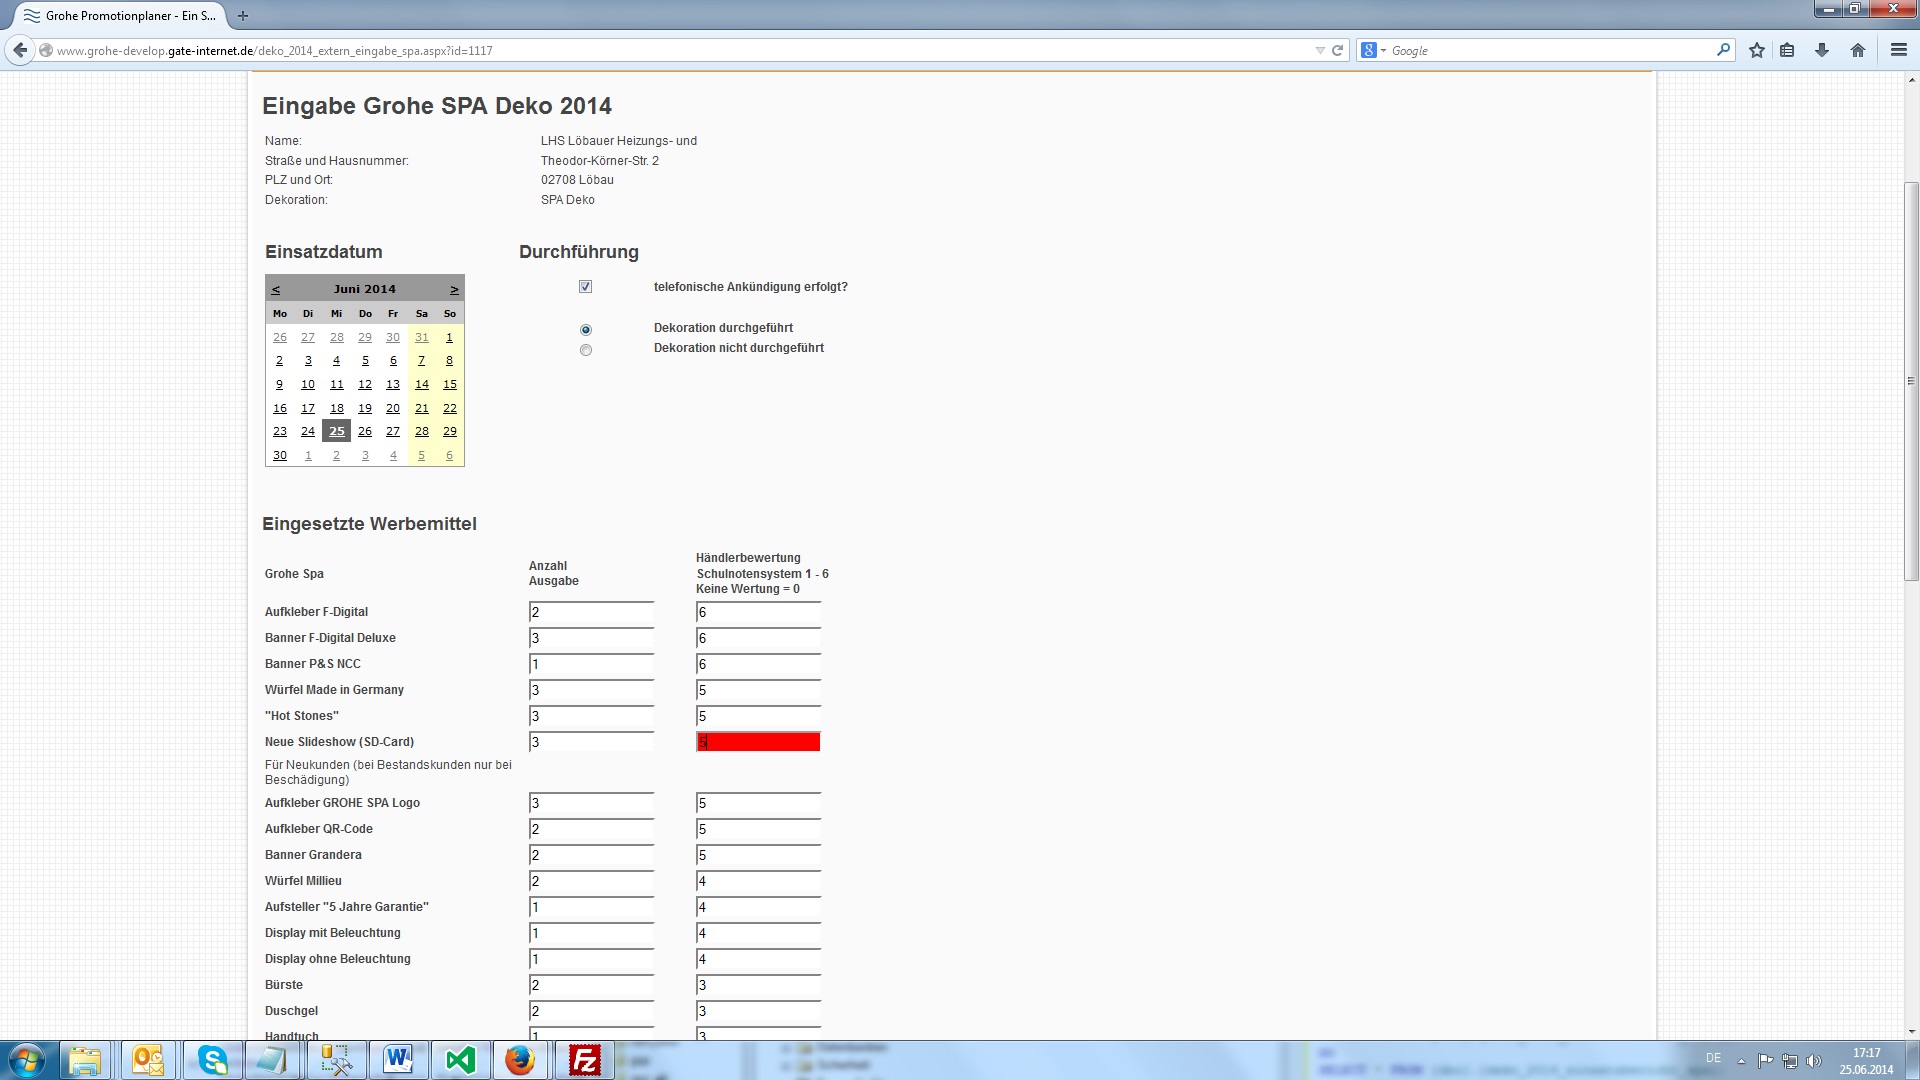 Grohe Promotionplaner - Ein S...
www.grohe-develop.gate-internet.de/deko_2014_extern_eingabe_spa.aspx?id=1117
Google
Eingabe Grohe SPA Deko 2014
Name: LHS Löbauer Heizungs- und
Straße und Hausnummer: Theodor-Körner-Str. 2
PLZ und Ort: 02708 Löbau
Dekoration: SPA Deko
Einsatzdatum
< Juni 2014 >
Mo Di Mi Do Fr Sa So
26 27 28 29 30 31 1
2 3 4 5 6 7 8
9 10 11 12 13 14 15
16 17 18 19 20 21 22
23 24 25 26 27 28 29
30 1 2 3 4 5 6
Durchführung
telefonische Ankündigung erfolgt?
Dekoration durchgeführt
Dekoration nicht durchgeführt
Eingesetzte Werbemittel
Grohe Spa
Anzahl
Ausgabe
Händlerbewertung
Schulnotensystem 1 - 6
Keine Wertung = 0
Aufkleber F-Digital 2 6
Banner F-Digital Deluxe 3 6
Banner P&S NCC 1 6
Würfel Made in Germany 3 5
"Hot Stones" 3 5
Neue Slideshow (SD-Card) 3 5
Für Neukunden (bei Bestandskunden nur bei
Beschädigung)
Aufkleber GROHE SPA Logo 3 5
Aufkleber QR-Code 2 5
Banner Grandera 2 5
Würfel Millieu 2 4
Aufsteller "5 Jahre Garantie" 1 4
Display mit Beleuchtung 1 4
Display ohne Beleuchtung 1 4
Bürste 2 3
Duschgel 2 3
Handtuch 1 3
DE
17:17
25.06.2014